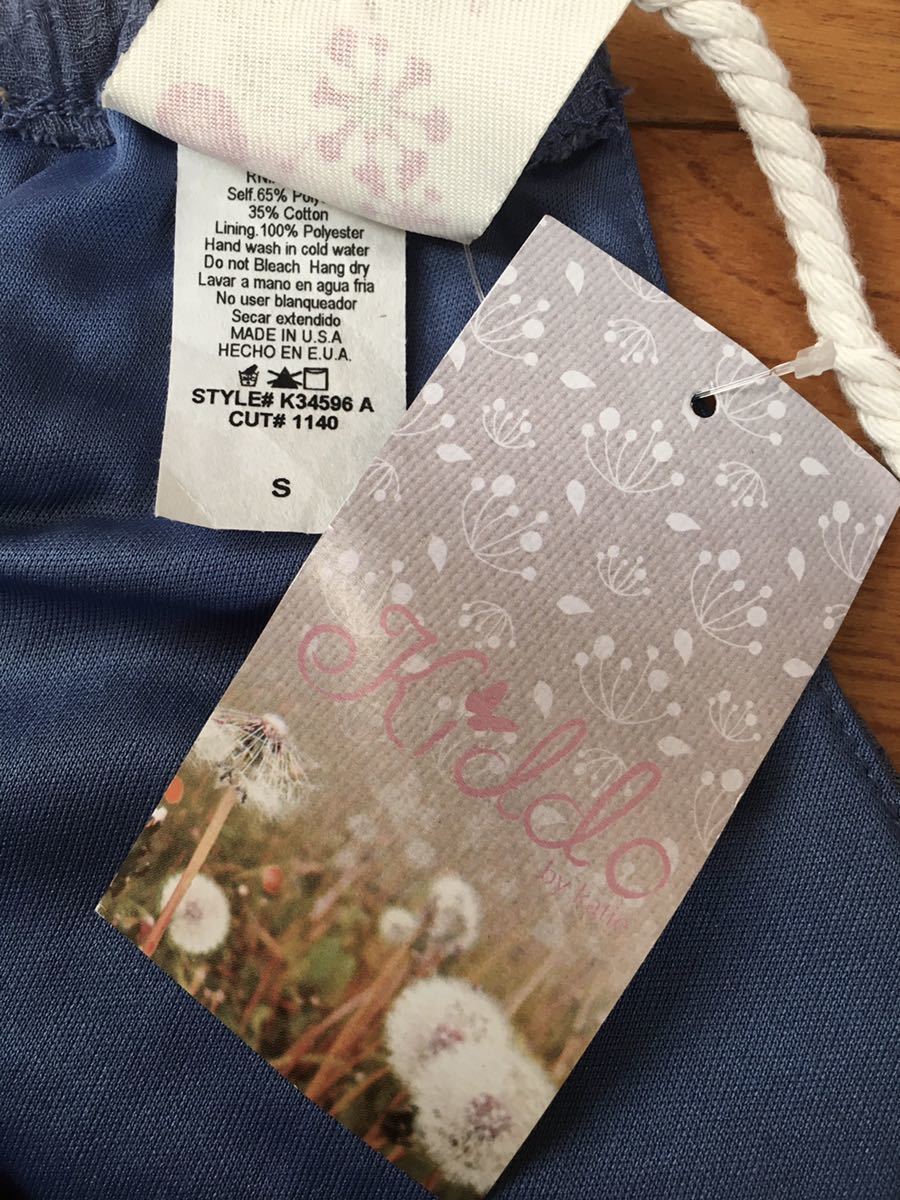 Self.65%
35% Cotton
Lining.100% Polyester
Hand wash in cold water
Do not Bleach Hang dry
Lavar a mano en agua fria
No user blanqueador
Secar extendido
MADE IN U.S.A
HECHO EN E.U.A.
STYLE# K34596 A
CUT# 1140
S
Kiddo
by katie